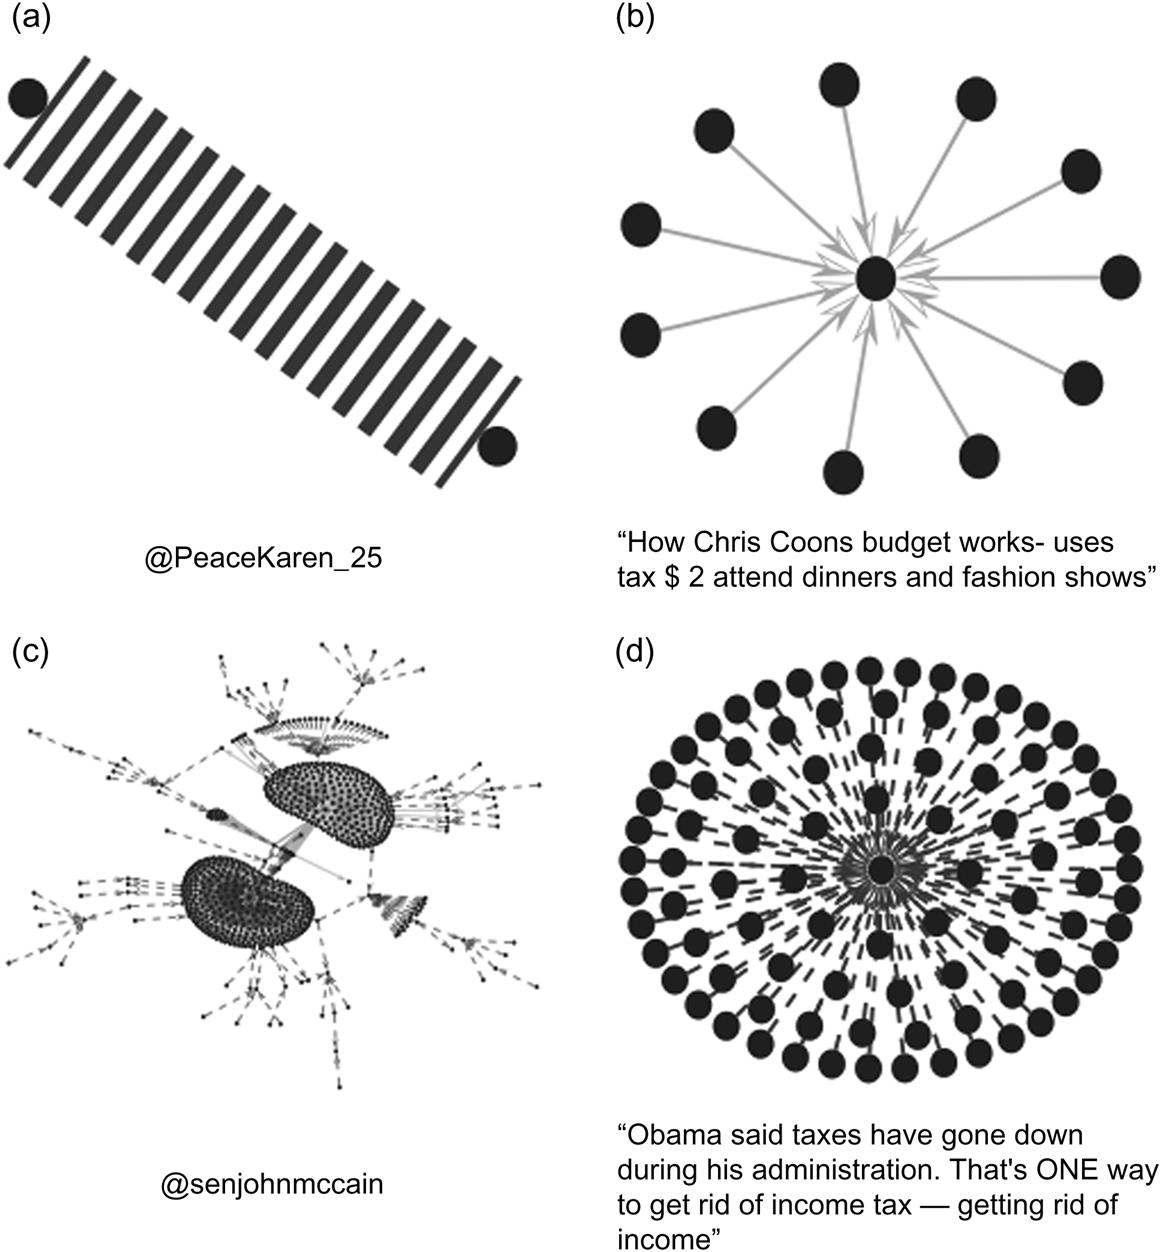 (a)
(b)
@PeaceKaren_25
“How Chris Coons budget works- uses
tax $ 2 attend dinners and fashion shows”
(c)
(d)
@senjohnmccain
“Obama said taxes have gone down
during his administration. That's ONE way
to get rid of income tax — getting rid of
income”